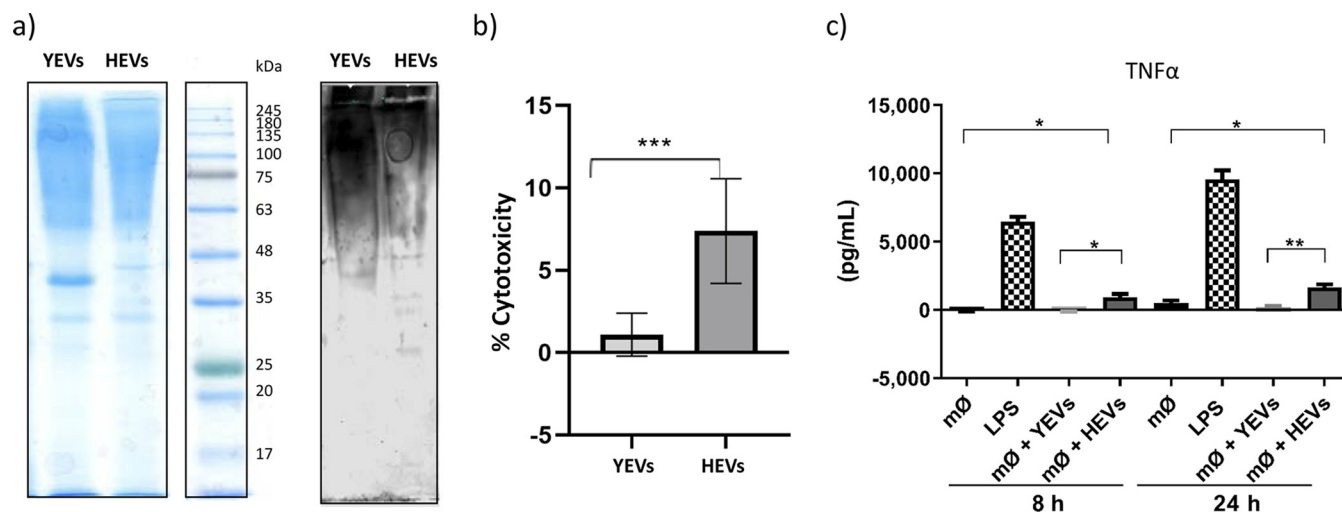 a)
YEVs HEVs
kDa
245
180
135
100
75
63
48
35
25
20
17
YEVs HEVs
b)
***
% Cytotoxicity
15
10
5
0
-5
YEVs HEVs
c)
TNFα
(pg/mL)
15,000
10,000
5,000
0
-5,000
* *
* **
mØ LPS mØ + YEVs mØ + HEVs mØ LPS mØ + YEVs mØ + HEVs
8 h 24 h